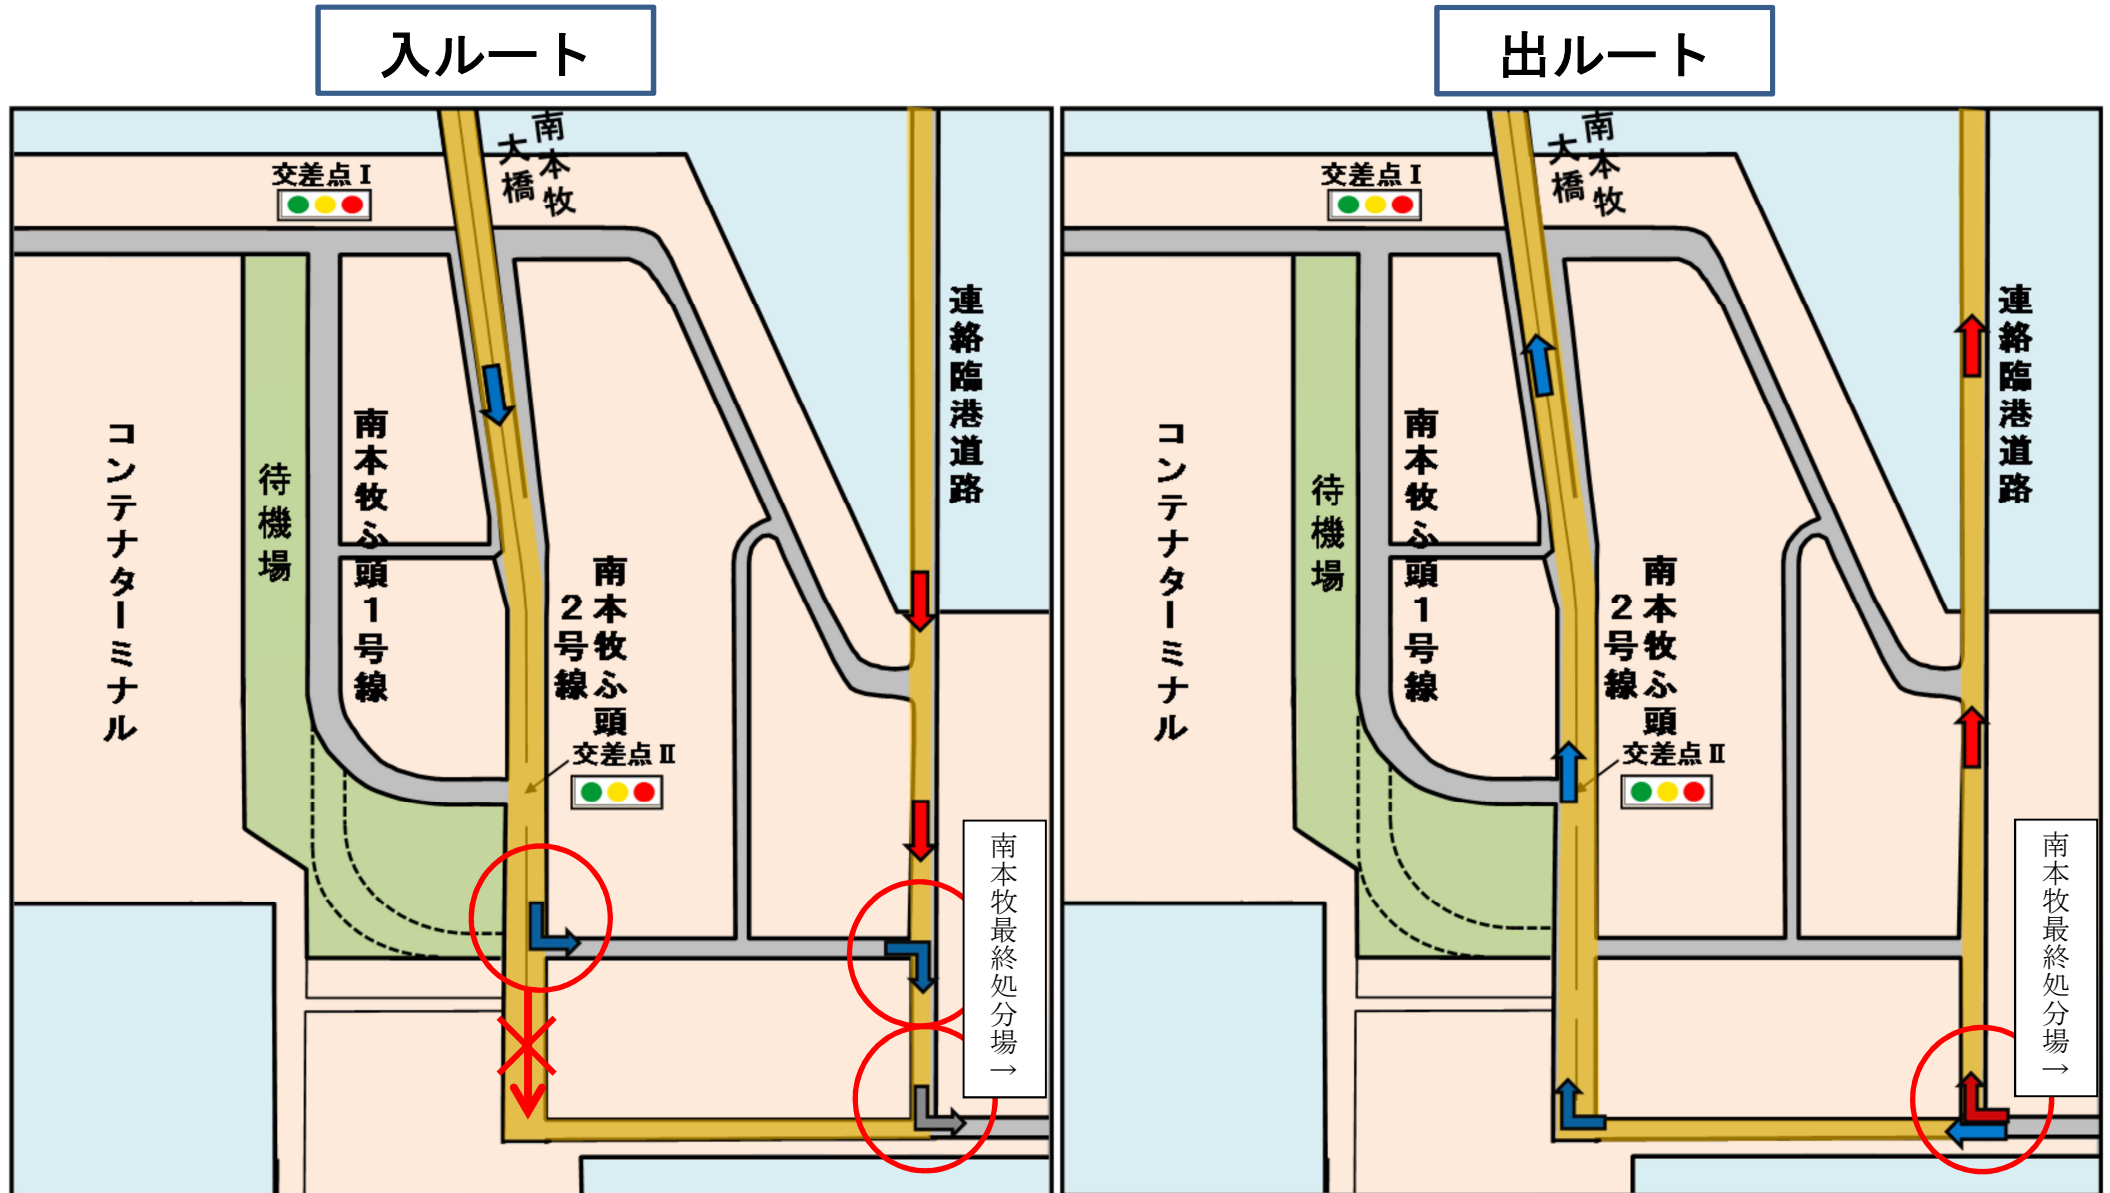 入ルート
南本牧
大橋
交差点Ⅰ
連絡臨港道路
コンテナターミナル
待機場
南本牧ふ頭1号線
南本牧ふ頭
2号線
交差点Ⅱ
南本牧最終処分場→
出ルート
南本牧
大橋
交差点Ⅰ
連絡臨港道路
コンテナターミナル
待機場
南本牧ふ頭1号線
南本牧ふ頭
2号線
交差点Ⅱ
南本牧最終処分場→